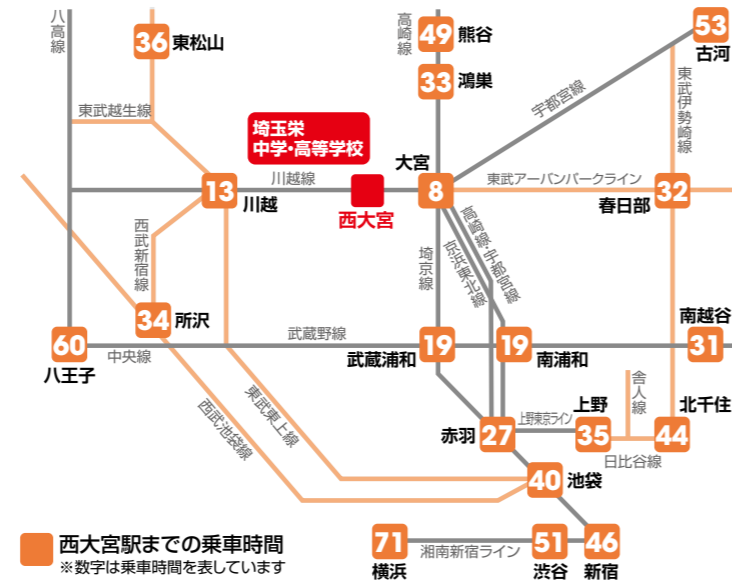 八高線
36
東松山
高崎線
49
熊谷
53
古河
33
鴻巣
東武越生線
宇都宮線
東武伊勢崎線
埼玉栄
中学・高等学校
大宮
13
川越
川越線
西大宮
8
東武アーバンパークライン
32
春日部
西武新宿線
埼京線
京浜東北線
高崎線・宇都宮線
34
所沢
60
八王子
中央線
武蔵野線
19
武蔵浦和
19
南浦和
南越谷
31
西武池袋線
東武東上線
赤羽
27
上野東京ライン
上野
35
舎人線
北千住
44
日比谷線
40
池袋
西大宮駅までの乗車時間
※数字は乗車時間を表しています
71
横浜
湘南新宿ライン
51
渋谷
46
新宿